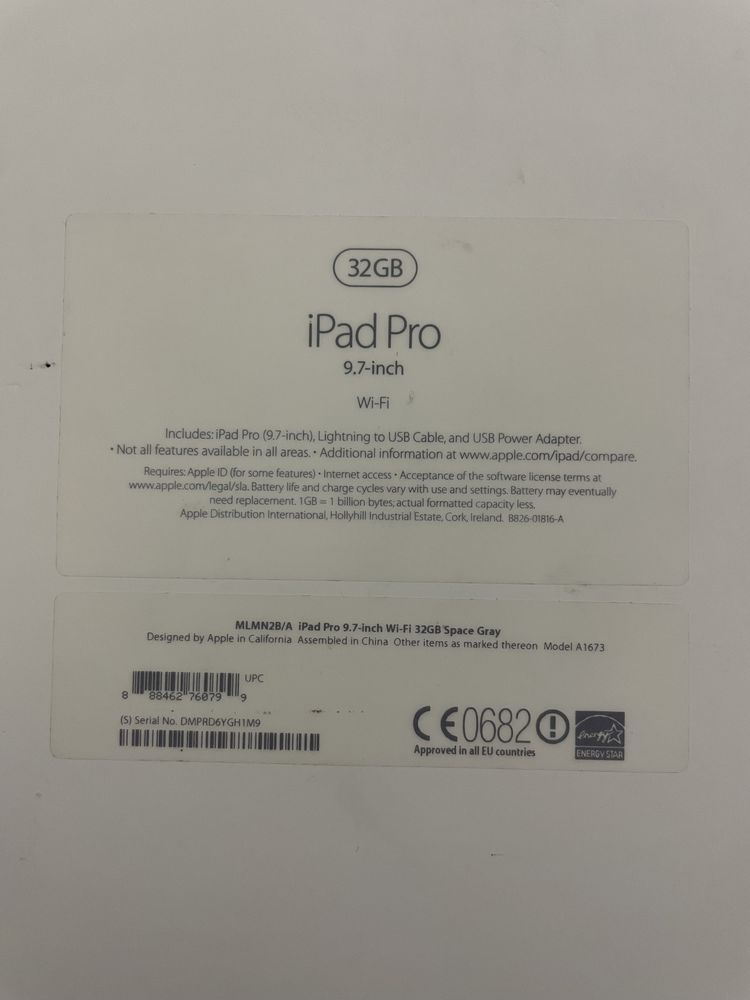 32GB
iPad Pro
9.7-inch
Wi-Fi
Includes: iPad Pro (9.7-inch), Lightning to USB Cable, and USB Power Adapter.
• Not all features available in all areas. • Additional information at www.apple.com/ipad/compare.
Requires: Apple ID (for some features) • Internet access • Acceptance of the software license terms at
www.apple.com/legal/sla. Battery life and charge cycles vary with use and settings. Battery may eventually
need replacement. 1GB = 1 billion bytes; actual formatted capacity less.
Apple Distribution International, Hollyhill Industrial Estate, Cork, Ireland. B826-01816-A
MLMN2B/A iPad Pro 9.7-inch Wi-Fi 32GB Space Gray
Designed by Apple in California Assembled in China Other items as marked thereon Model A1673
UPC
8 88462 76079 9
(S) Serial No. DMPRD6YGH1M9
CE0682
Approved in all EU countries
energy
ENERGY STAR